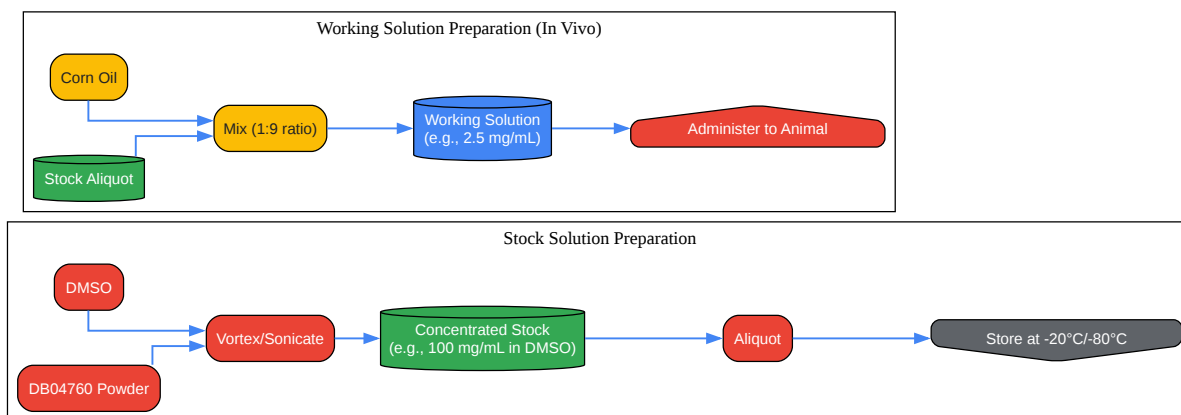 Working Solution Preparation (In Vivo)
Corn Oil
Mix (1:9 ratio)
Working Solution
(e.g., 2.5 mg/mL)
Administer to Animal
Stock Aliquot
Stock Solution Preparation
DMSO
Vortex/Sonicate
Concentrated Stock
(e.g., 100 mg/mL in DMSO)
Aliquot
Store at -20°C/-80°C
DB04760 Powder